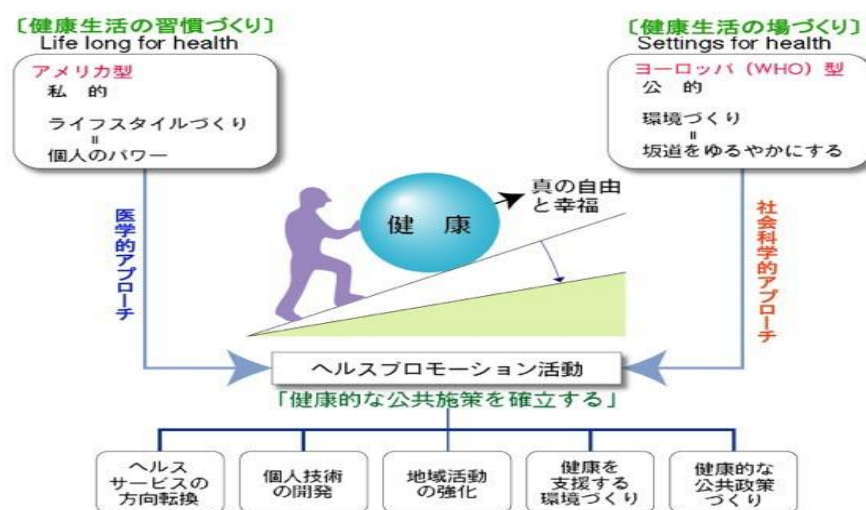 〔健康生活の習慣づくり〕
Life long for health
アメリカ型
私　的
ライフスタイルづくり
=
個人のパワー
〔健康生活の場づくり〕
Settings for health
ヨーロッパ（WHO）型
公　的
環境づくり
=
坂道をゆるやかにする
医学的アプローチ
健　康
真の自由
と幸福
社会科学的アプローチ
ヘルスプロモーション活動
「健康的な公共施策を確立する」
ヘルス
サービスの
方向転換
個人技術
の開発
地域活動
の強化
健康を
支援する
環境づくり
健康的な
公共政策
づくり